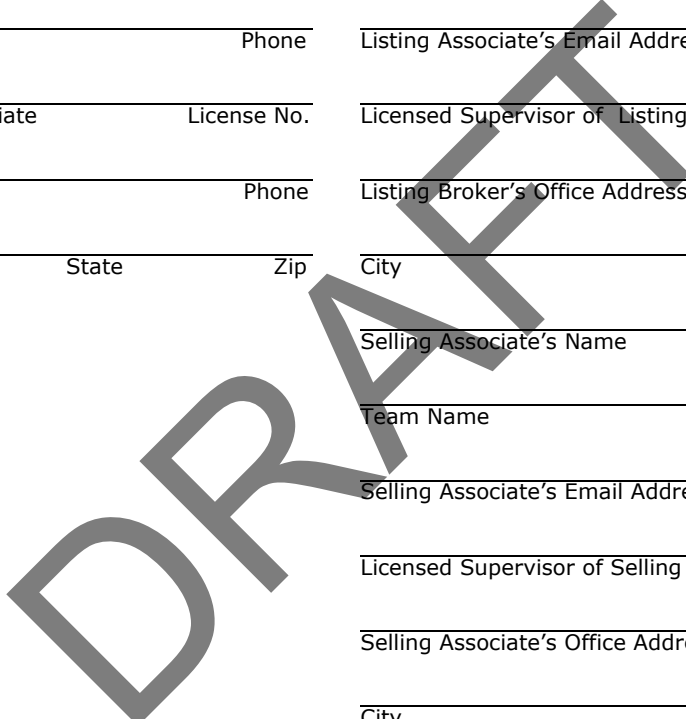 Phone
iate License No.
Phone
State Zip
Listing Associate's Email Addre
Licensed Supervisor of Listing
Listing Broker's Office Address
City
Selling Associate's Name
Team Name
Selling Associate's Email Addre
Licensed Supervisor of Selling
Selling Associate's Office Addre
City
DRAFT